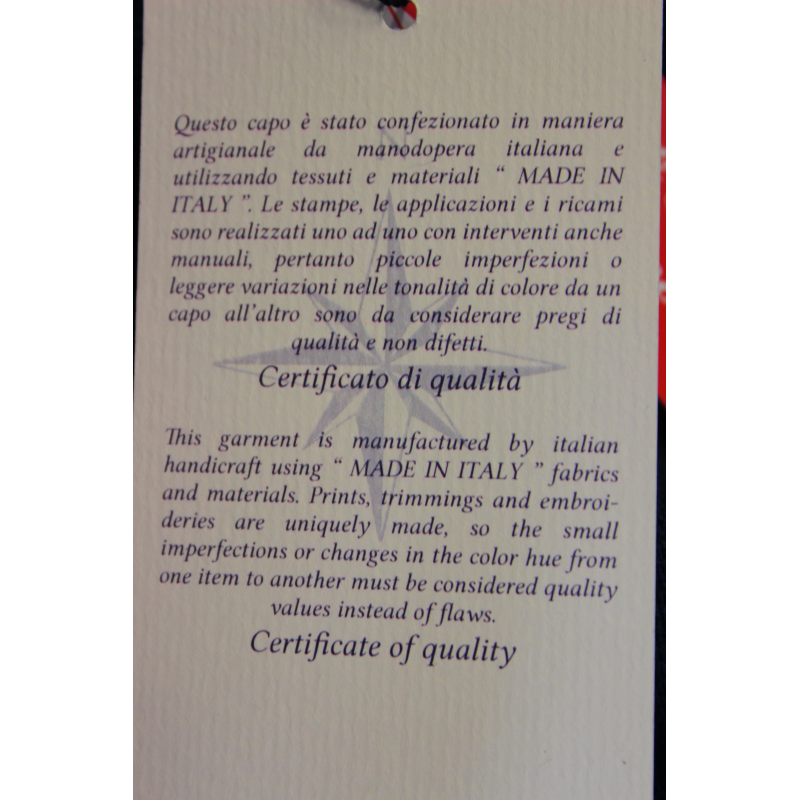 Questo capo è stato confezionato in maniera
artigianale da manodopera italiana e
utilizzando tessuti e materiali “ MADE IN
ITALY ”. Le stampe, le applicazioni e i ricami
sono realizzati uno ad uno con interventi anche
manuali, pertanto piccole imperfezioni o
leggere variazioni nelle tonalità di colore da un
capo all’altro sono da considerare pregi di
qualità e non difetti.
Certificato di qualità
This garment is manufactured by italian
handicraft using “ MADE IN ITALY ” fabrics
and materials. Prints, trimmings and embroi-
deries are uniquely made, so the small
imperfections or changes in the color hue from
one item to another must be considered quality
values instead of flaws.
Certificate of quality